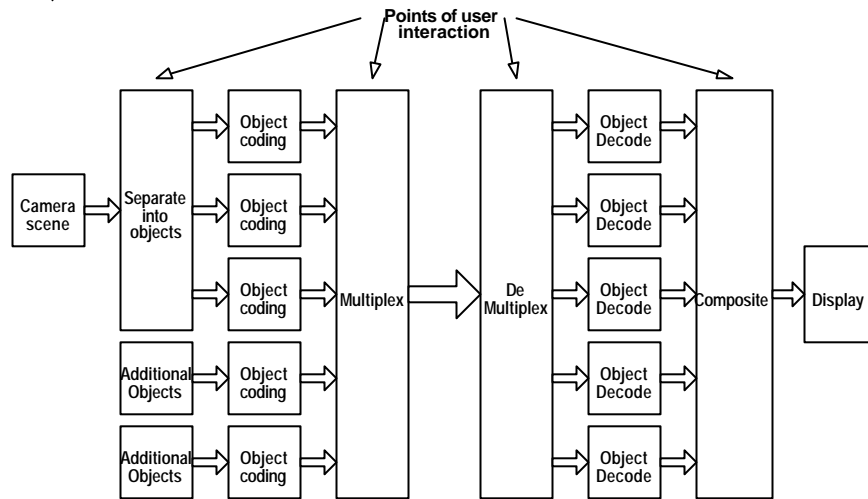 Points of user
interaction
Camera
scene
Separate
into
objects
Additional
Objects
Additional
Objects
Object
coding
Object
coding
Object
coding
Object
coding
Object
coding
Multiplex
De
Multiplex
Object
Decode
Object
Decode
Object
Decode
Object
Decode
Object
Decode
Composite
Display